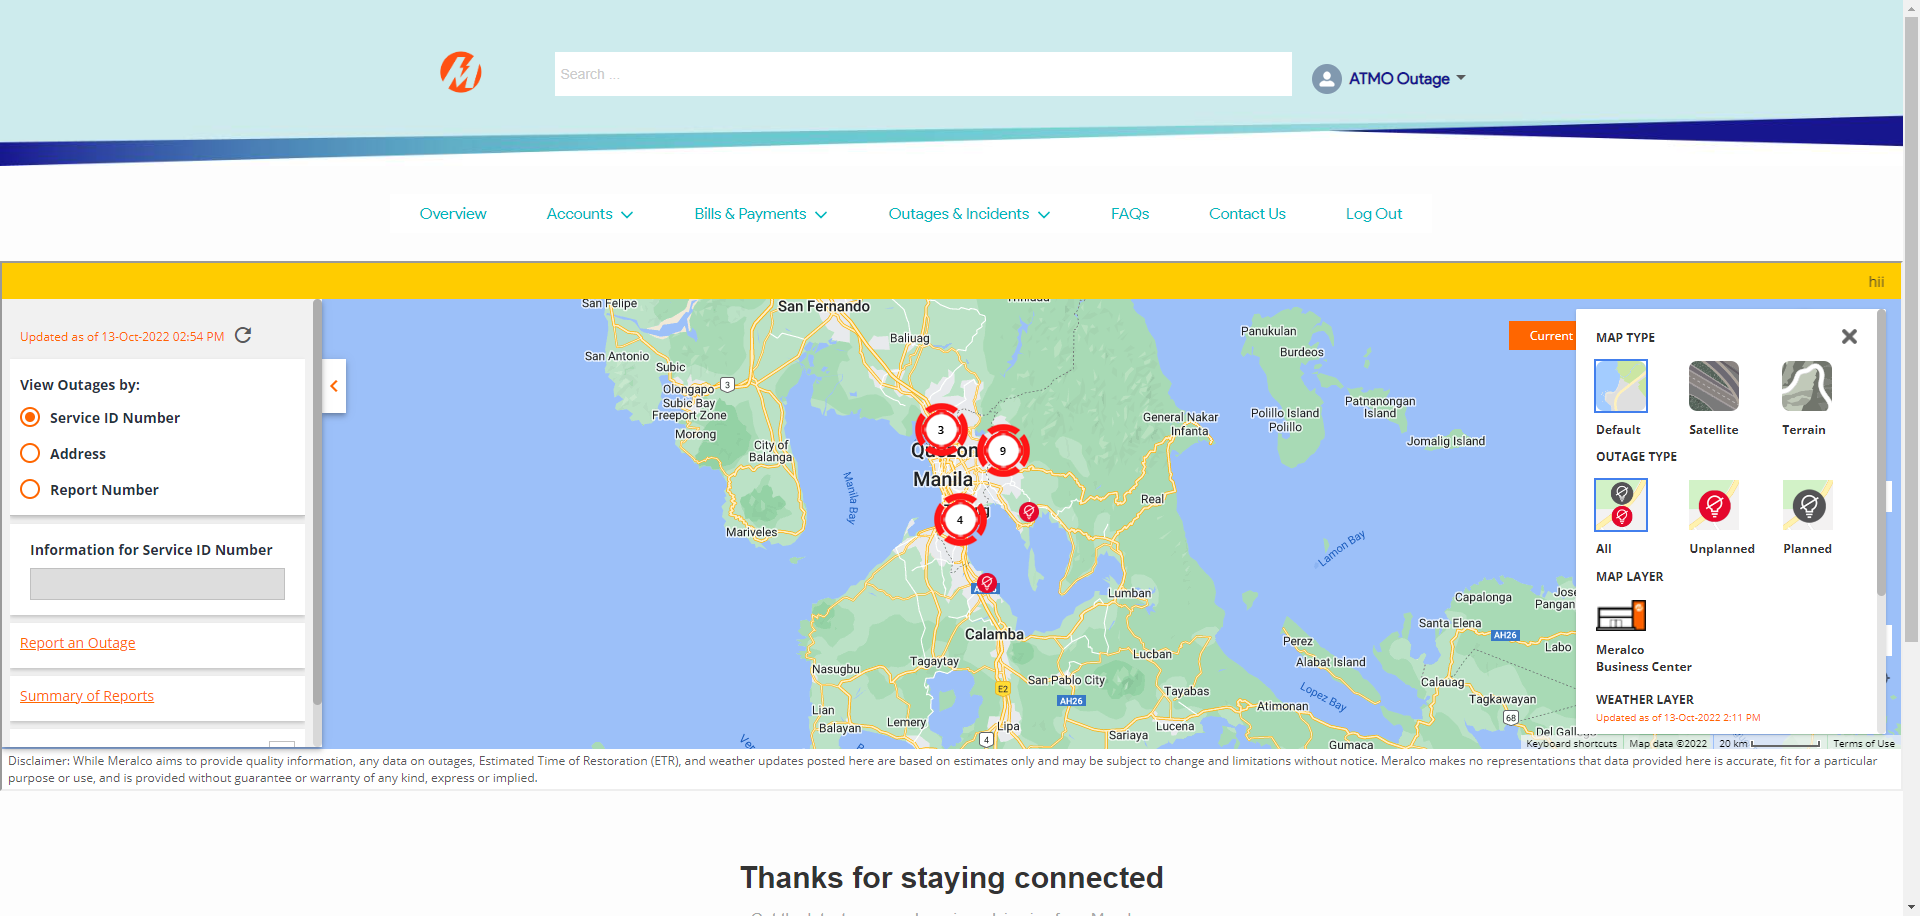 Search ...
ATMO Outage
Overview
Accounts
Bills & Payments
Outages & Incidents
FAQs
Contact Us
Log Out
hii
Updated as of 13-Oct-2022 02:54 PM
View Outages by:
Service ID Number
Address
Report Number
Information for Service ID Number
Report an Outage
Summary of Reports
San Felipe
San Fernando
Trinidad
Baliuag
San Antonio
Subic
Olongapo
3
Subic Bay
Freeport Zone
Morong
City of
Balanga
Mariveles
Manila Bay
3
9
4
Quezon
Manila
Panukulan
Burdeos
General Nakar
Infanta
Polillo Island
Polillo
Patnanongan
Island
Jomalig Island
Real
Lamon Bay
Lumban
Calamba
Nasugbu
Tagaytay
San Pablo City
E2
AH26
Lucban
Tayabas
Lian
Balayan
Lemery
Lipa
4
Sariaya
Lucena
Atimonan
Gumaca
Lopez Bay
Perez
Alabat Island
Calauag
Tagkawayan
68
Santa Elena
Capalonga
AH26
Labo
Current
MAP TYPE
Default
Satellite
Terrain
OUTAGE TYPE
All
Unplanned
Planned
MAP LAYER
Meralco
Business Center
WEATHER LAYER
Updated as of 13-Oct-2022 2:11 PM
Keyboard shortcuts
Map data ©2022
20 km
Terms of Use
Disclaimer: While Meralco aims to provide quality information, any data on outages, Estimated Time of Restoration (ETR), and weather updates posted here are based on estimates only and may be subject to change and limitations without notice. Meralco makes no representations that data provided here is accurate, fit for a particular
purpose or use, and is provided without guarantee or warranty of any kind, express or implied.
Thanks for staying connected